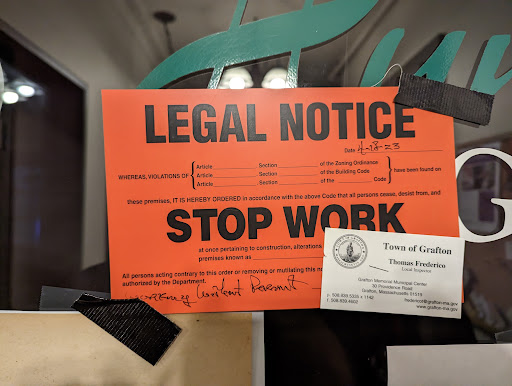 LEGAL NOTICE
Date 4-18-23
WHEREAS, VIOLATIONS OF
Article Section of the Zoning Ordinance
Article Section of the Building Code
Article Section of the Code
have been found on
these premises, IT IS HEREBY ORDERED in accordance with the above Code that all persons cease, desist from, and
STOP WORK
at once pertaining to construction, alterations
premises known as
All persons acting contrary to this order or removing or mutilating this
authorized by the Department.
Working without Permit
Town of Grafton
Thomas Frederico
Local Inspector
Grafton Memorial Municipal Center
30 Providence Road
Grafton, Massachusetts 01519
www.grafton-ma.gov
G